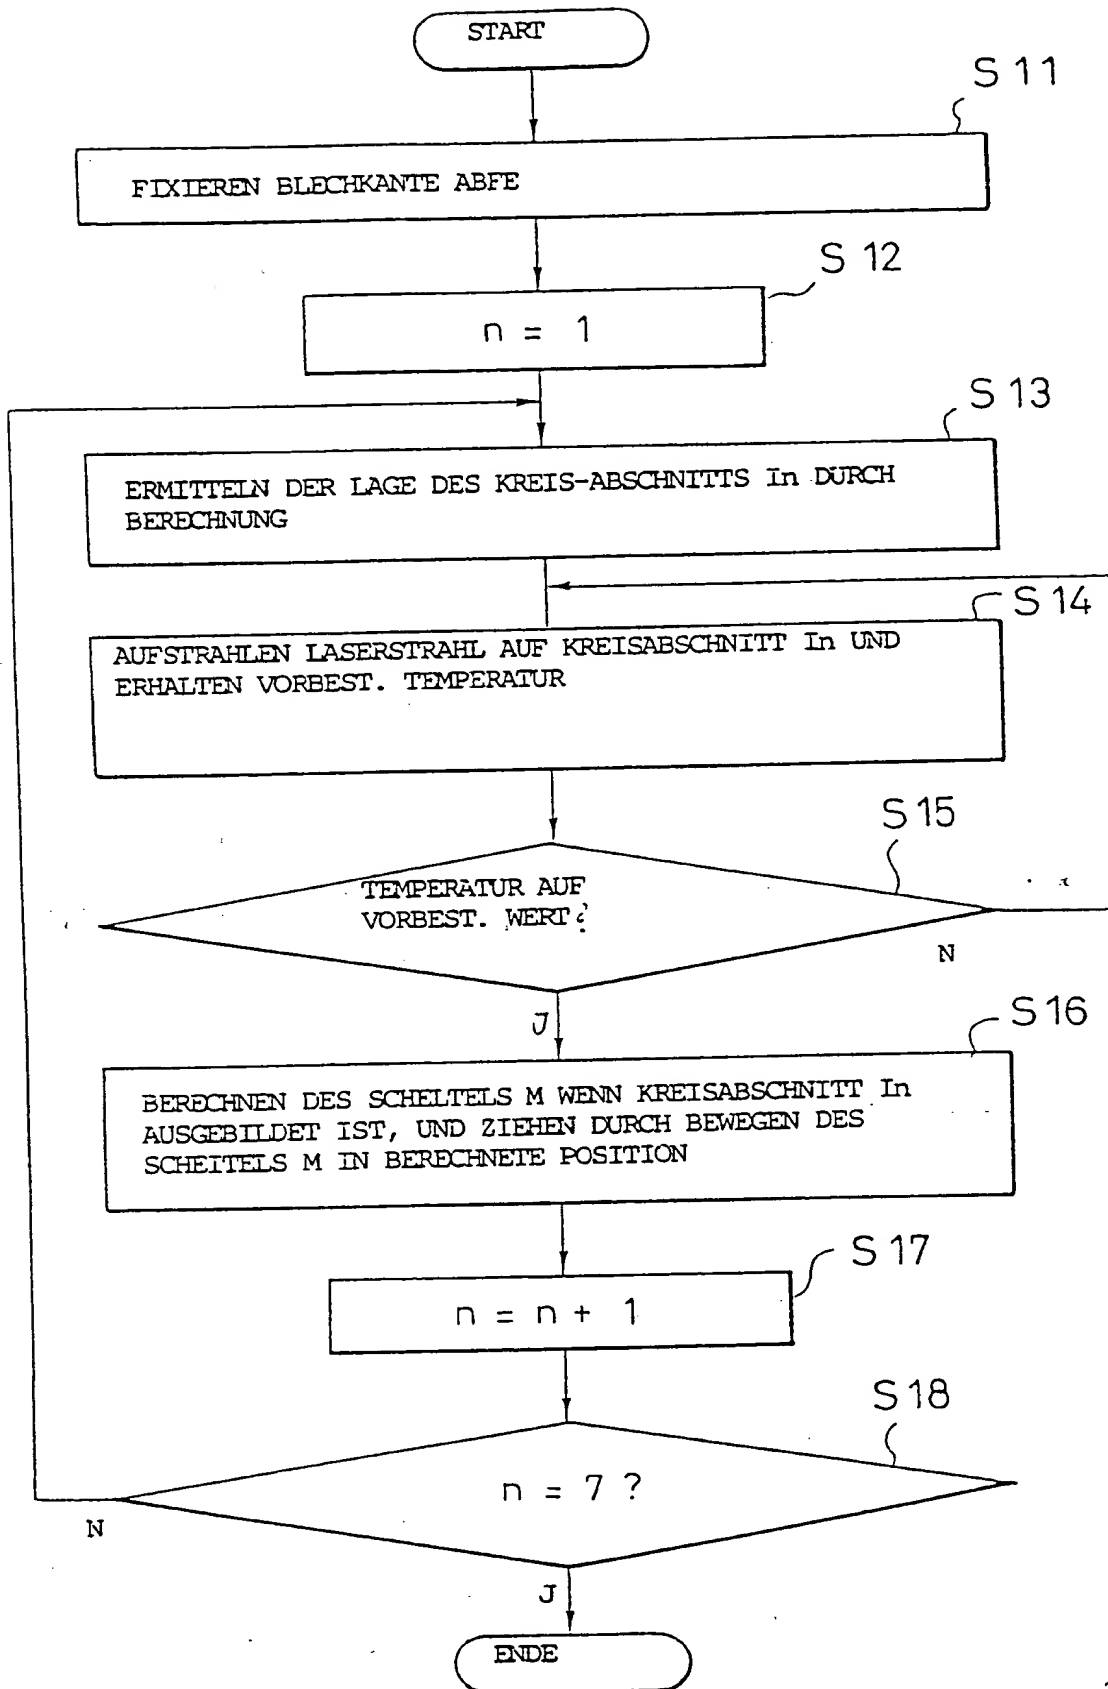 START
S 11
FIXIEREN BLECHKANTE ABFE
S 12
n = 1
S 13
ERMITTELN DER LAGE DES KREIS-ABSCHNITTS In DURCH
BERECHNUNG
S 14
AUFSTRAHLEN LASERSTRAHL AUF KREISABSCHNITT In UND
ERHALTEN VORBEST. TEMPERATUR
S 15
TEMPERATUR AUF
VORBEST. WERT?
N
J
S 16
BERECHNEN DES SCHELTELS M WENN KREISABSCHNITT In
AUSGEBILDET IST, UND ZIEHEN DURCH BEWEGEN DES
SCHEITELS M IN BERECHNETE POSITION
S 17
n = n + 1
S 18
n = 7 ?
N
J
ENDE